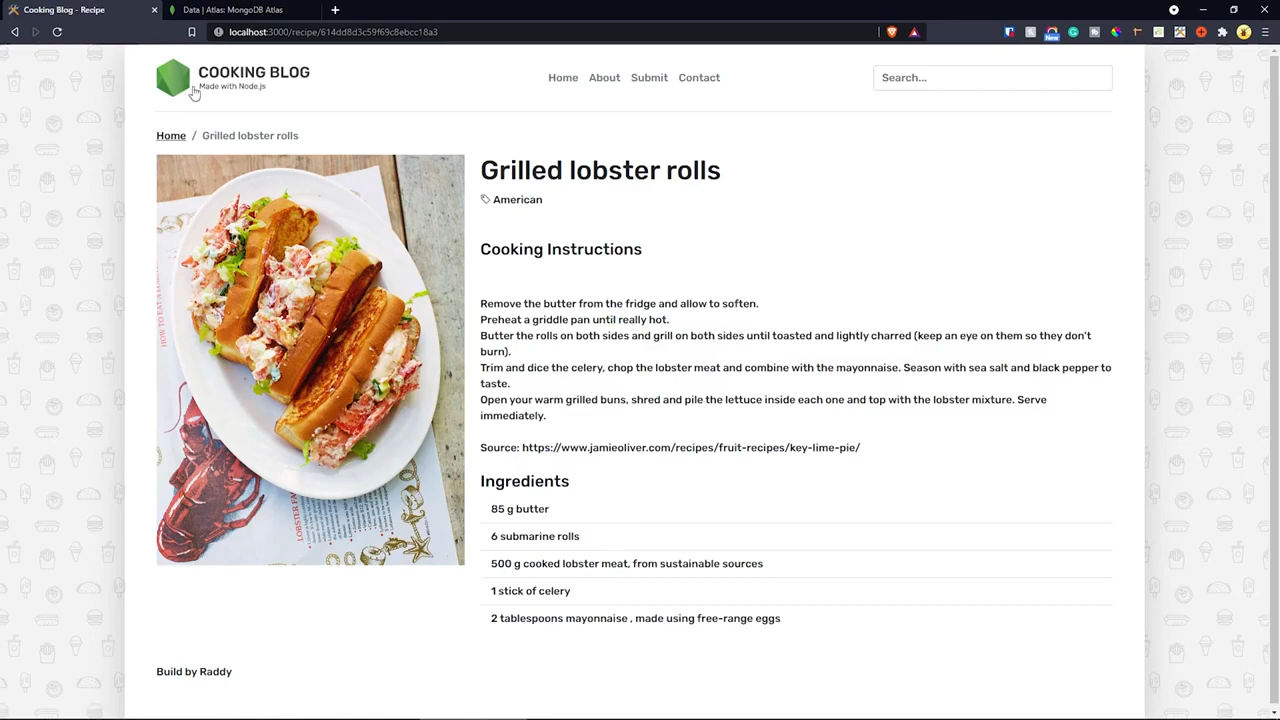 Cooking Blog - Recipe
Data | Atlas: MongoDB Atlas
localhost:3000/recipe/614dd8d3c59f69c8ebcc18a3
New
COOKING BLOG
Made with Node.js
Home About Submit Contact
Search...
Home / Grilled lobster rolls
Grilled lobster rolls
American
Cooking Instructions
Remove the butter from the fridge and allow to soften.
Preheat a griddle pan until really hot.
Butter the rolls on both sides and grill on both sides until toasted and lightly charred (keep an eye on them so they don't
burn).
Trim and dice the celery, chop the lobster meat and combine with the mayonnaise. Season with sea salt and black pepper to
taste.
Open your warm grilled buns, shred and pile the lettuce inside each one and top with the lobster mixture. Serve
immediately.
Source: https://www.jamieoliver.com/recipes/fruit-recipes/key-lime-pie/
Ingredients
85 g butter
6 submarine rolls
500 g cooked lobster meat, from sustainable sources
1 stick of celery
2 tablespoons mayonnaise , made using free-range eggs
Build by Raddy